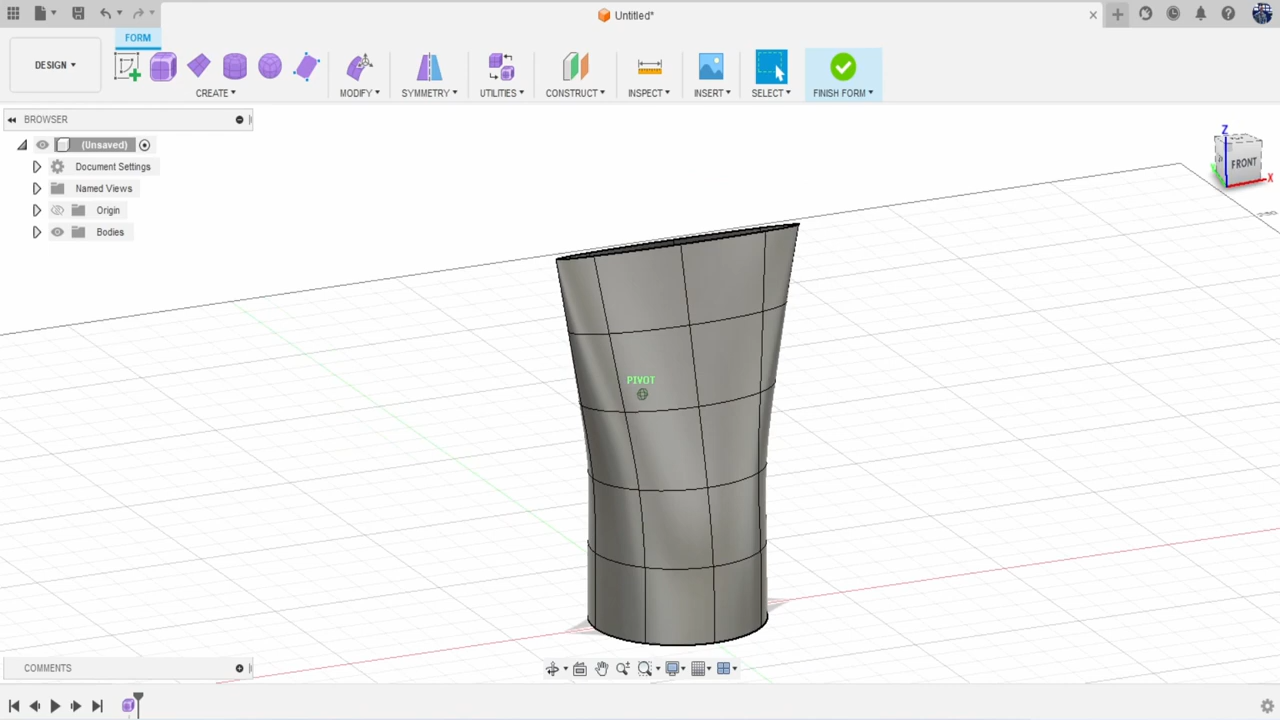 Untitled*
FORM
DESIGN
CREATE
MODIFY
SYMMETRY
UTILITIES
CONSTRUCT
INSPECT
INSERT
SELECT
FINISH FORM
BROWSER
(Unsaved)
Document Settings
Named Views
Origin
Bodies
Z
FRONT
X
PIVOT
COMMENTS